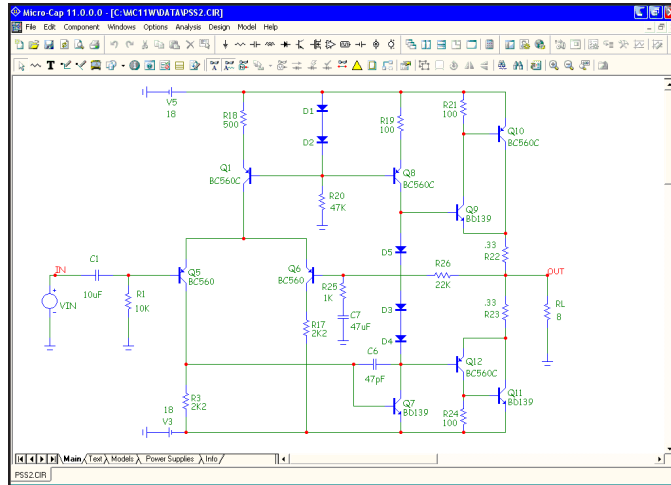 Micro-Cap 11.0.0.0 - [C:\MC11W\DATA\PSS2.CIR]
File Edit Component Windows Options Analysis Design Model Help
V5
18
R18
500
D1
D2
R19
100
R21
100
Q10
BC560C
Q1
BC560C
Q8
BC560C
R20
47K
Q9
Bd139
D5
.33
R22
IN
C1
10uF
Q5
BC560
Q6
BC560
R26
22K
OUT
VIN
R1
10K
R25
1K
C7
47uF
D3
.33
R23
RL
8
R17
2K2
D4
C6
47pF
Q12
BC560C
R3
2K2
Q7
Bd139
Q11
Bd139
R24
100
18
V3
Main Text Models Power Supplies Info
PSS2.CIR